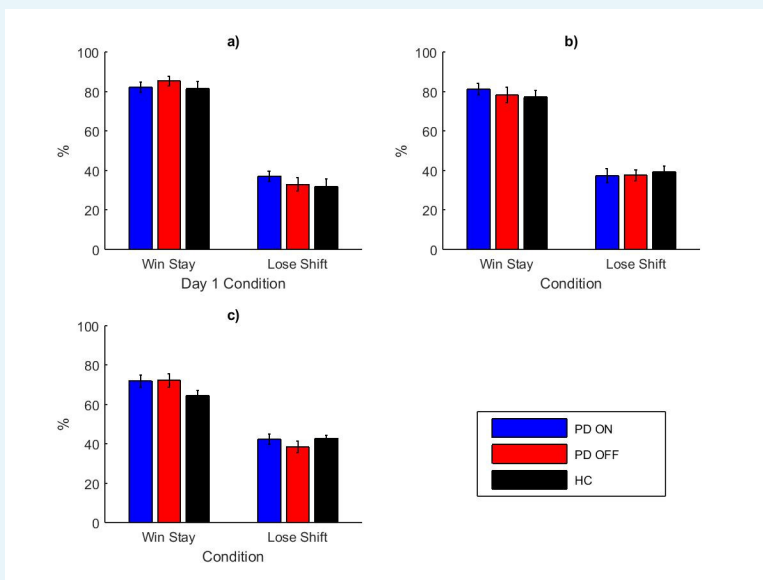 a)
100
80
60
40
20
0
%
Win Stay Lose Shift
Day 1 Condition
b)
100
80
60
40
20
0
%
Win Stay Lose Shift
Condition
c)
100
80
60
40
20
0
%
Win Stay Lose Shift
Condition
PD ON
PD OFF
HC